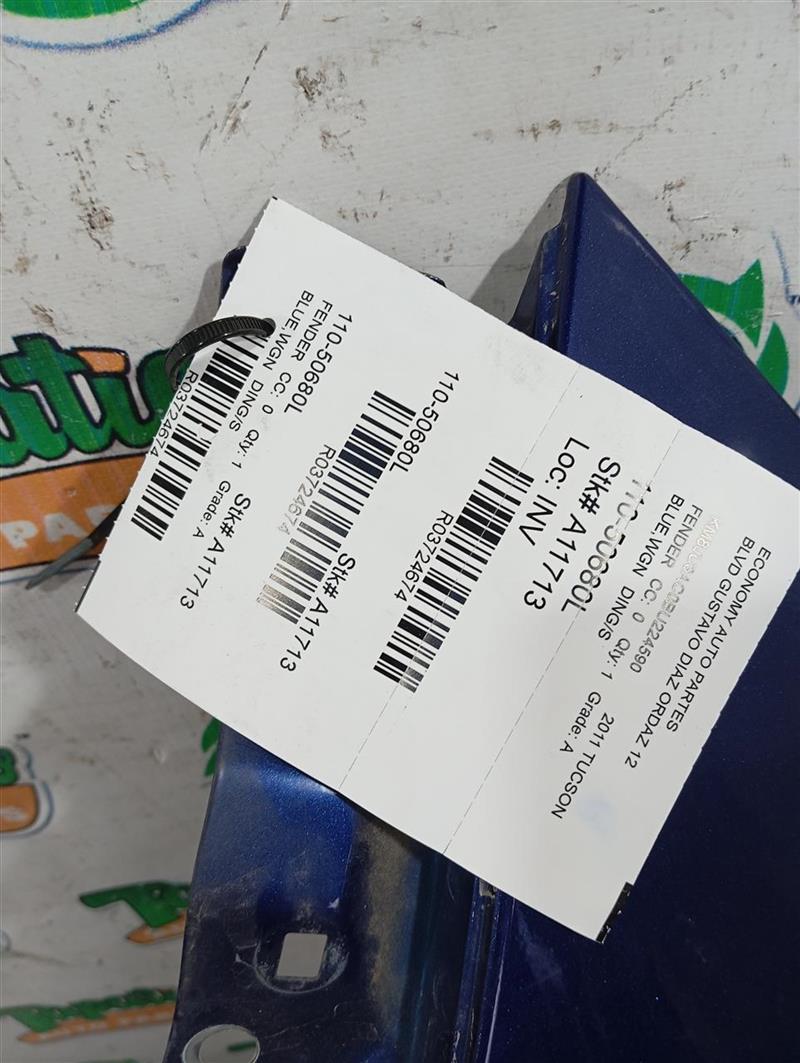 ECONOMY AUTO PARTES
BLVD GUSTAVO DIAZ ORDAZ 12
2011 TUCSON
FENDER CC: 0 Qty: 1 Grade: A
BLUE,WGN DING/S
110-50680L
Stk# A11713
Loc: INV
R03724674
110-50680L
Stk# A11713
R03724674
110-50680L
FENDER CC: 0 Qty: 1 Grade: A
BLUE,WGN DING/S
Stk# A11713
R03724674
PAR